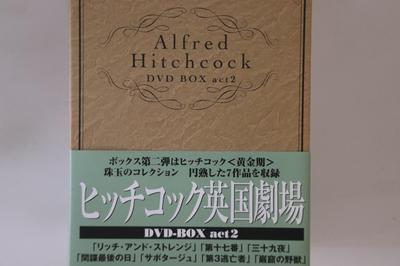 Alfred
Hitchcock
DVD BOX act2
ボックス第二弾はヒッチコック＜黄金期＞
珠玉のコレクション　円熟した7作品を収録
ヒッチコック英国劇場
DVD-BOX act2
「リッチ・アンド・ストレンジ」「第十七番」「三十九夜」
「間諜最後の日」「サボタージュ」「第3逃亡者」「巌窟の野獣」